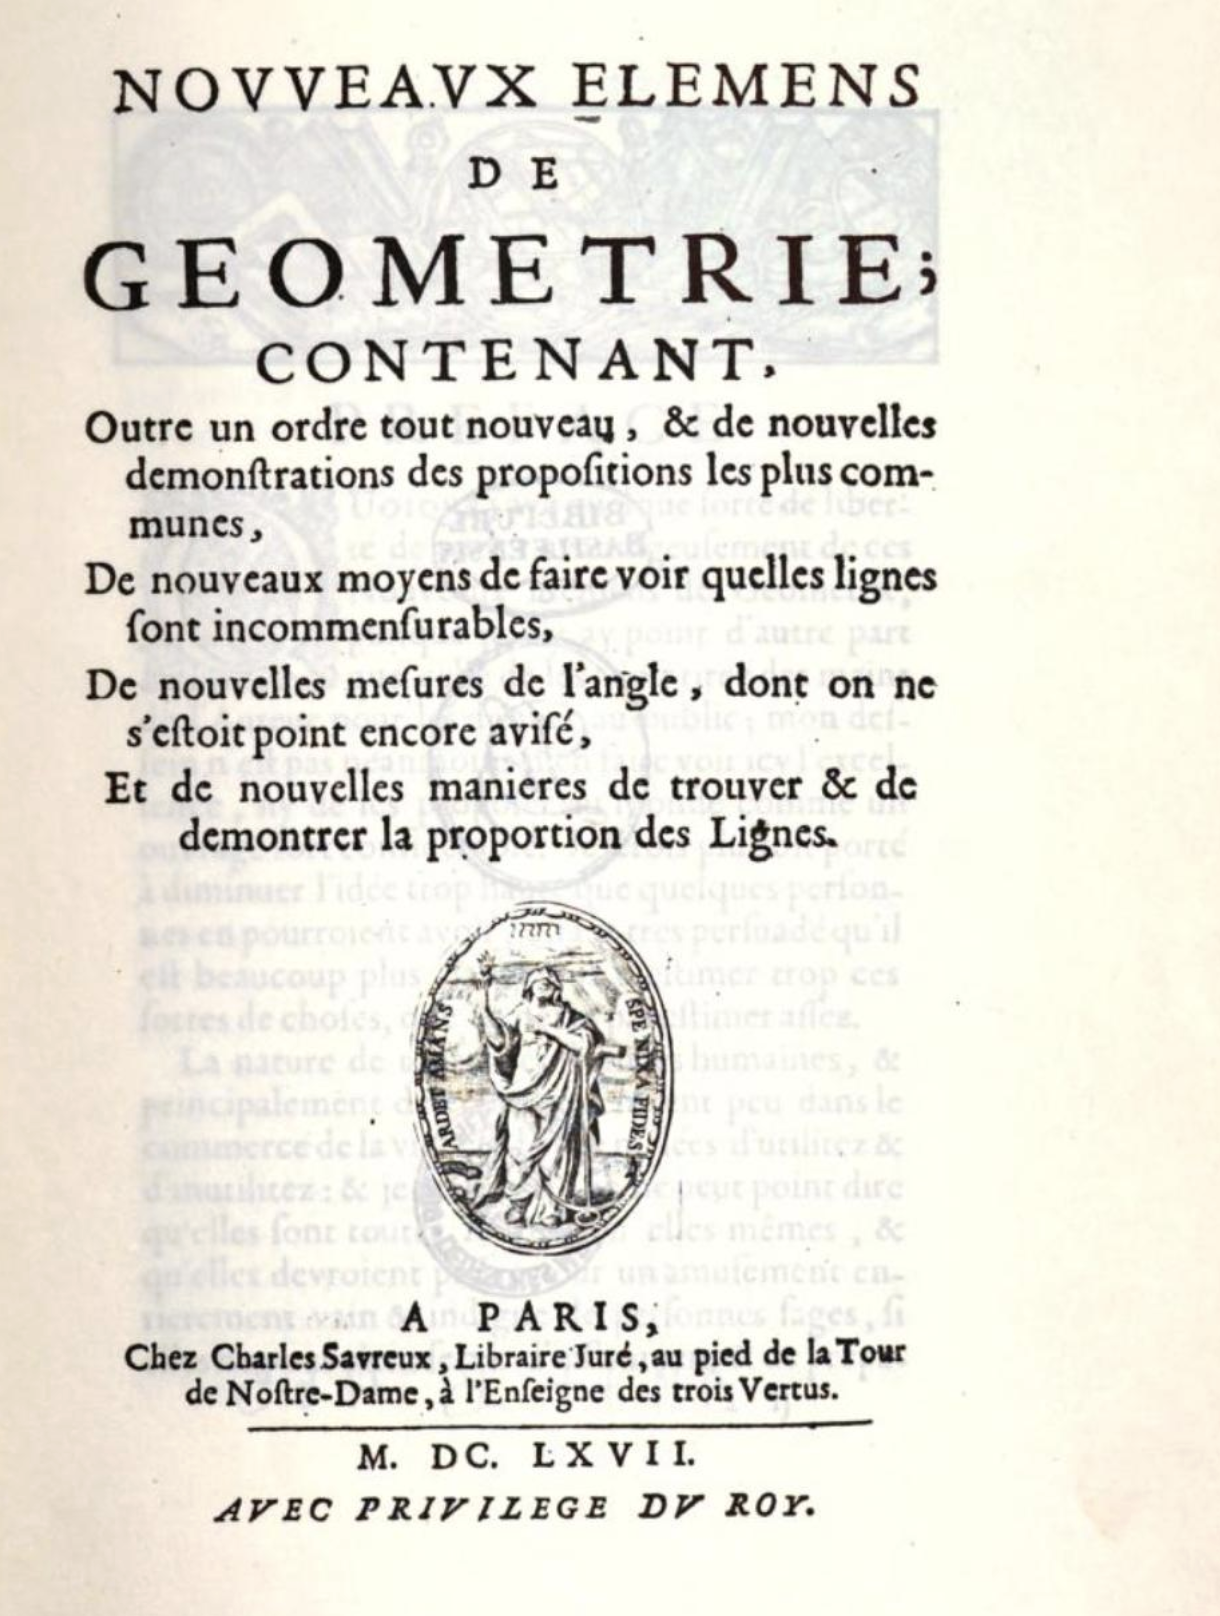 NOVVEAVX ELEMENS
DE
GEOMETRIE;
CONTENANT,
Outre un ordre tout nouveau, & de nouvelles
demonſtrations des propoſitions les plus com-
munes,
De nouveaux moyens de faire voir quelles lignes
ſont incommenſurables,
De nouvelles meſures de l'angle, dont on ne
s'eſtoit point encore aviſé,
Et de nouvelles manieres de trouver & de
demontrer la proportion des Lignes.
ARDET AMANS
SPE NIXA FIDES
A PARIS,
Chez Charles Savreux, Libraire Juré, au pied de la Tour
de Noſtre-Dame, à l'Enſeigne des trois Vertus.
M. DC. LXVII.
AVEC PRIVILEGE DV ROY.